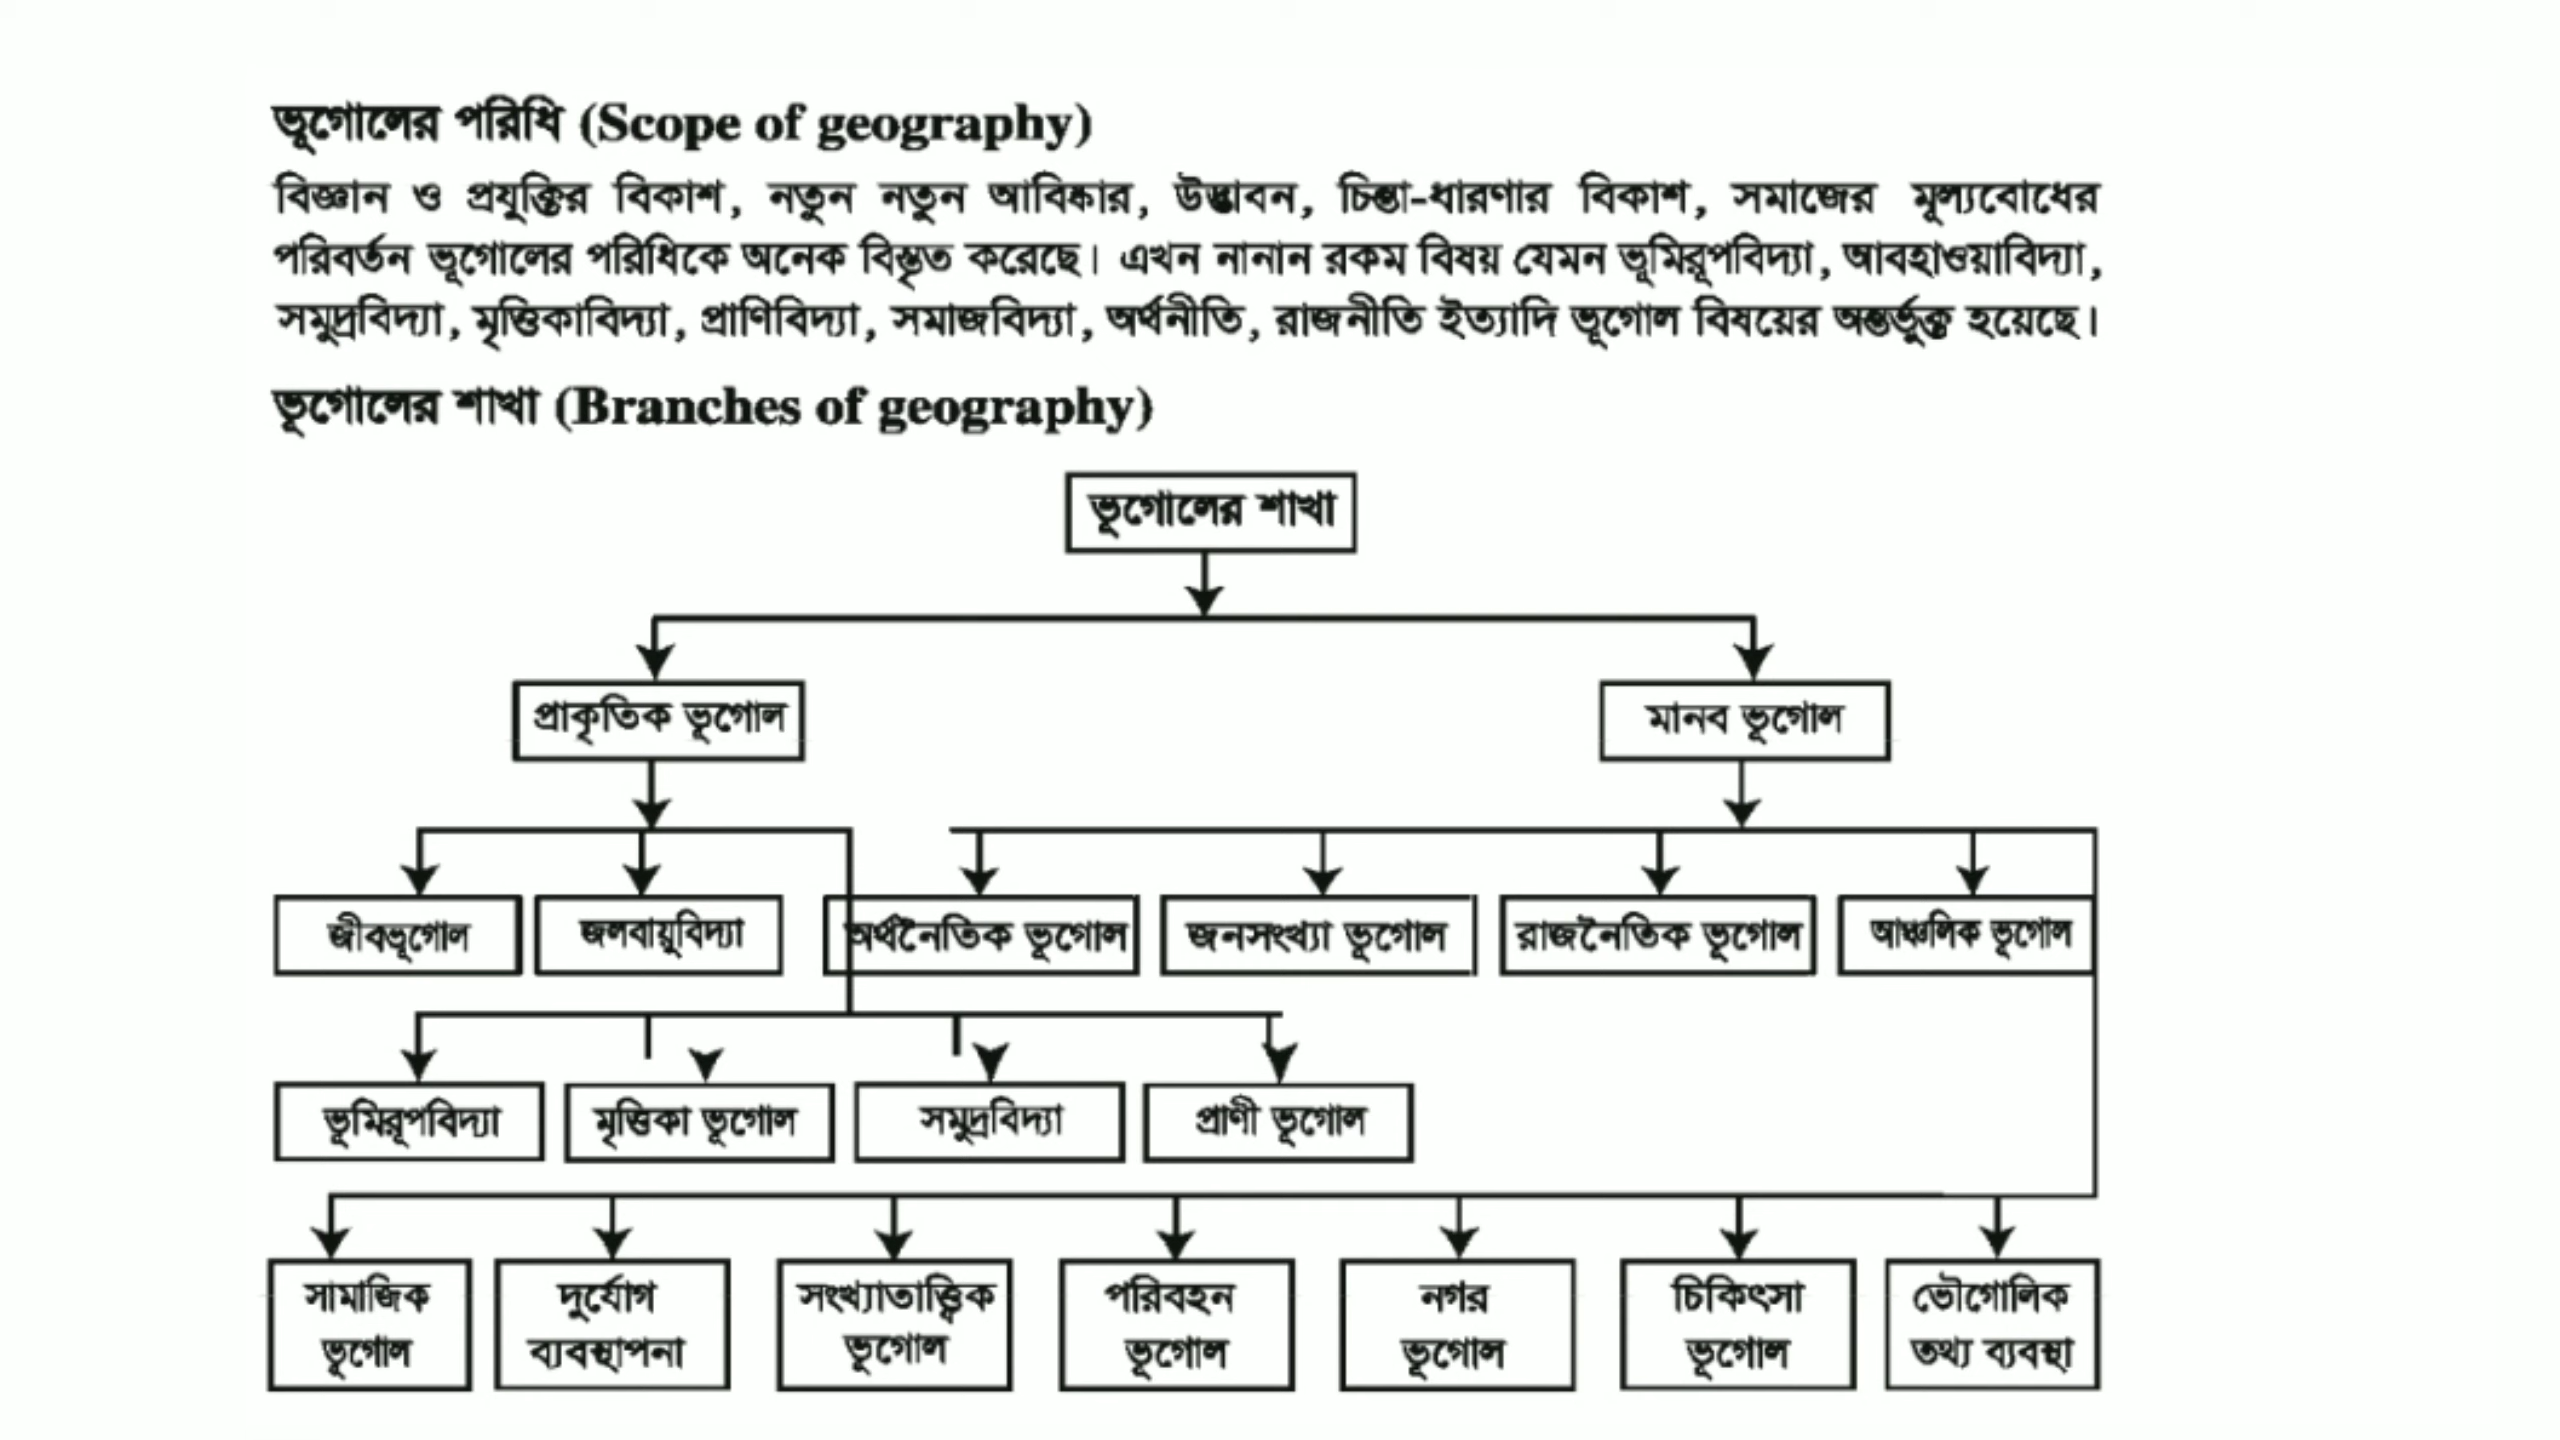 ভূগোলের পরিধি (Scope of geography)
বিজ্ঞান ও প্রযুক্তির বিকাশ, নতুন নতুন আবিষ্কার, উদ্ভাবন, চিন্তা-ধারণার বিকাশ, সমাজের মূল্যবোধের
পরিবর্তন ভূগোলের পরিধিকে অনেক বিস্তৃত করেছে। এখন নানান রকম বিষয় যেমন ভূমিরূপবিদ্যা, আবহাওয়াবিদ্যা,
সমুদ্রবিদ্যা, মৃত্তিকাবিদ্যা, প্রাণিবিদ্যা, সমাজবিদ্যা, অর্থনীতি, রাজনীতি ইত্যাদি ভূগোল বিষয়ের অন্তর্ভুক্ত হয়েছে।
ভূগোলের শাখা (Branches of geography)
ভূগোলের শাখা
প্রাকৃতিক ভূগোল
মানব ভূগোল
জীবভূগোল
জলবায়ুবিদ্যা
অর্থনৈতিক ভূগোল
জনসংখ্যা ভূগোল
রাজনৈতিক ভূগোল
আঞ্চলিক ভূগোল
ভূমিরূপবিদ্যা
মৃত্তিকা ভূগোল
সমুদ্রবিদ্যা
প্রাণী ভূগোল
সামাজিক
ভূগোল
দুর্যোগ
ব্যবস্থাপনা
সংখ্যাতাত্ত্বিক
ভূগোল
পরিবহন
ভূগোল
নগর
ভূগোল
চিকিৎসা
ভূগোল
ভৌগোলিক
তথ্য ব্যবস্থা